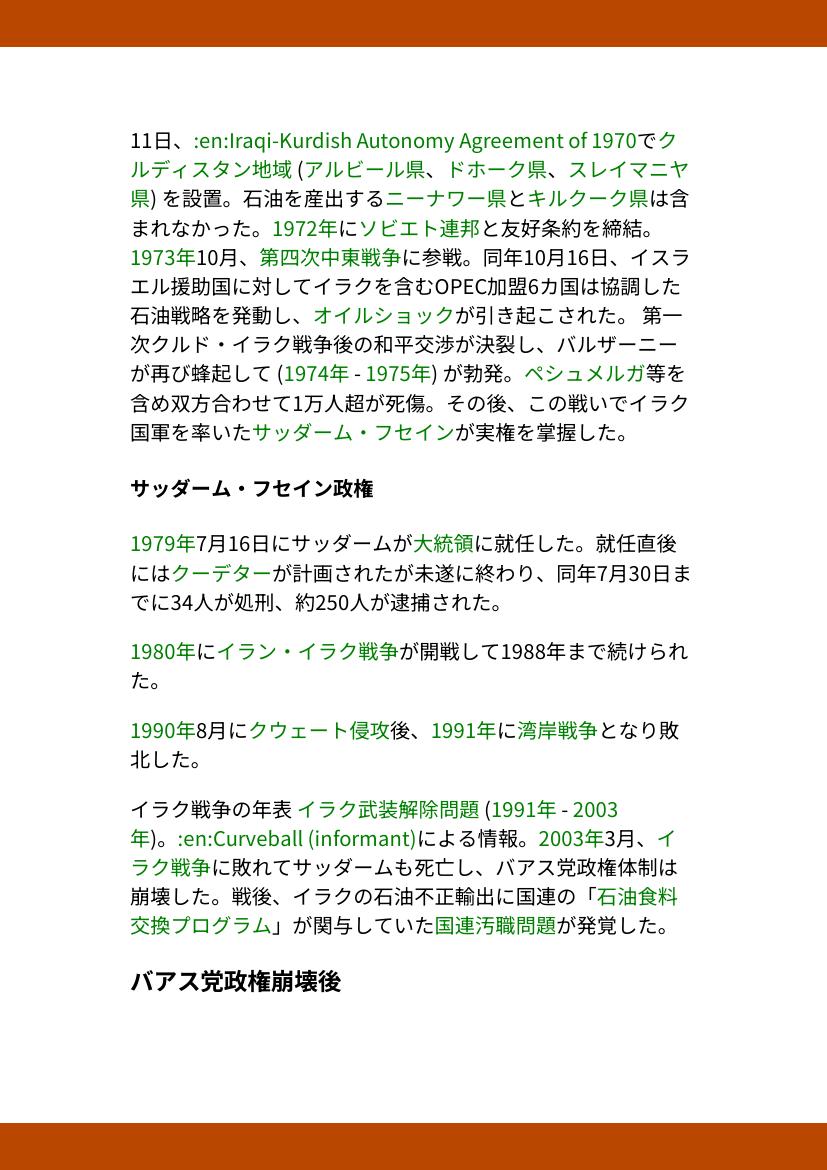 11日、:en:Iraqi-Kurdish Autonomy Agreement of 1970でク
ルディスタン地域 (アルビール県、ドホーク県、スレイマニヤ
県) を設置。石油を産出するニーナワー県とキルクーク県は含
まれなかった。1972年にソビエト連邦と友好条約を締結。
1973年10月、第四次中東戦争に参戦。同年10月16日、イスラ
エル援助国に対してイラクを含むOPEC加盟6カ国は協調した
石油戦略を発動し、オイルショックが引き起こされた。 第一
次クルド・イラク戦争後の和平交渉が決裂し、バルザーニー
が再び蜂起して (1974年 - 1975年) が勃発。ペシュメルガ等を
含め双方合わせて1万人超が死傷。その後、この戦いでイラク
国軍を率いたサッダーム・フセインが実権を掌握した。
サッダーム・フセイン政権
1979年7月16日にサッダームが大統領に就任した。就任直後
にはクーデターが計画されたが未遂に終わり、同年7月30日ま
でに34人が処刑、約250人が逮捕された。
1980年にイラン・イラク戦争が開戦して1988年まで続けられ
た。
1990年8月にクウェート侵攻後、1991年に湾岸戦争となり敗
北した。
イラク戦争の年表 イラク武装解除問題 (1991年 - 2003
年)。:en:Curveball (informant)による情報。2003年3月、イ
ラク戦争に敗れてサッダームも死亡し、バアス党政権体制は
崩壊した。戦後、イラクの石油不正輸出に国連の「石油食料
交換プログラム」が関与していた国連汚職問題が発覚した。
バアス党政権崩壊後